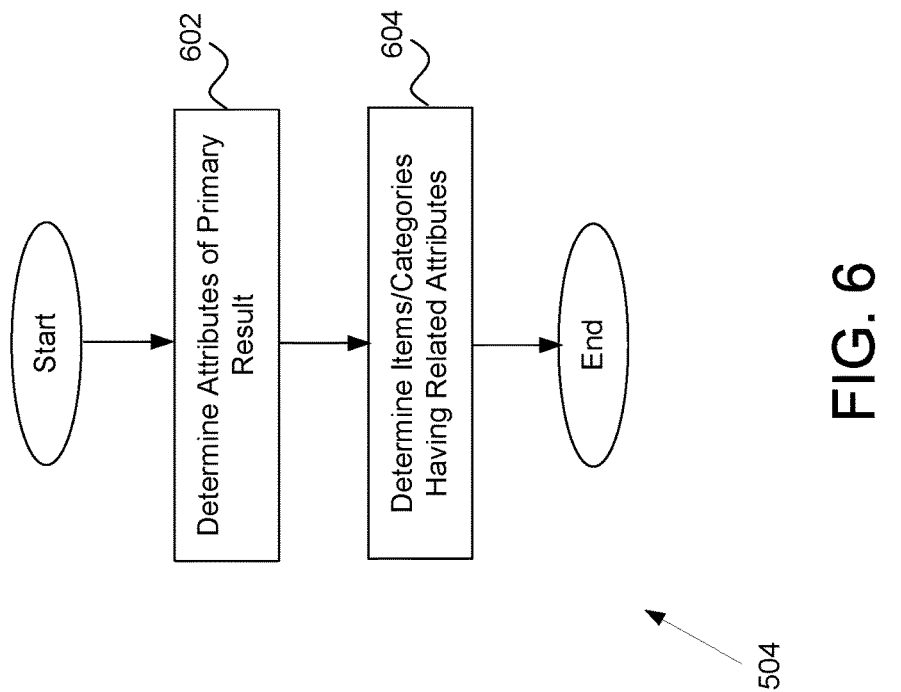 Start
602
Determine Attributes of Primary
Result
604
Determine Items/Categories
Having Related Attributes
End
504
FIG. 6